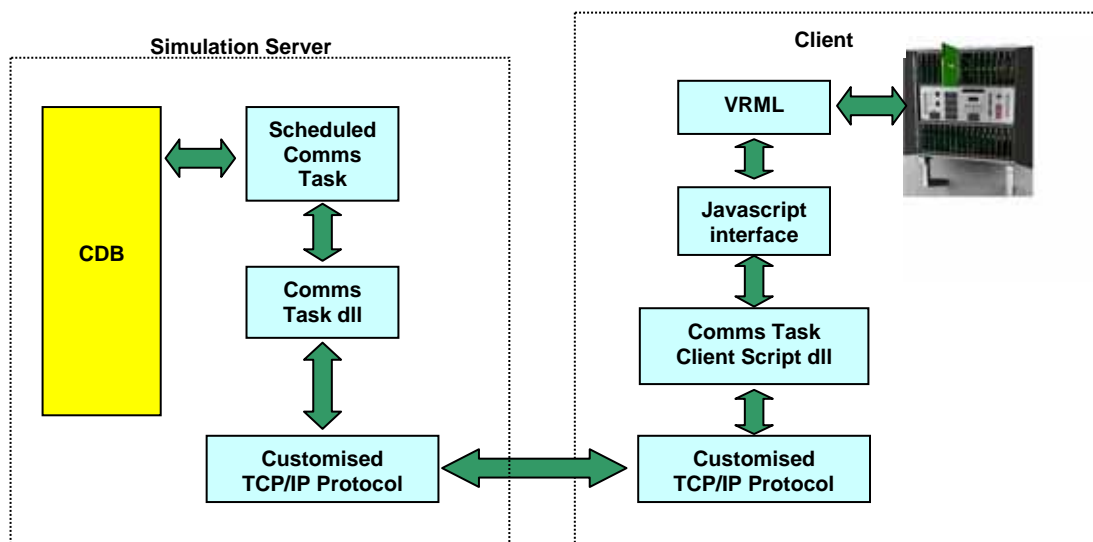 Simulation Server
CDB
Scheduled
Comms
Task
Comms
Task dll
Customised
TCP/IP Protocol
Client
VRML
Javascript
interface
Comms Task
Client Script dll
Customised
TCP/IP Protocol